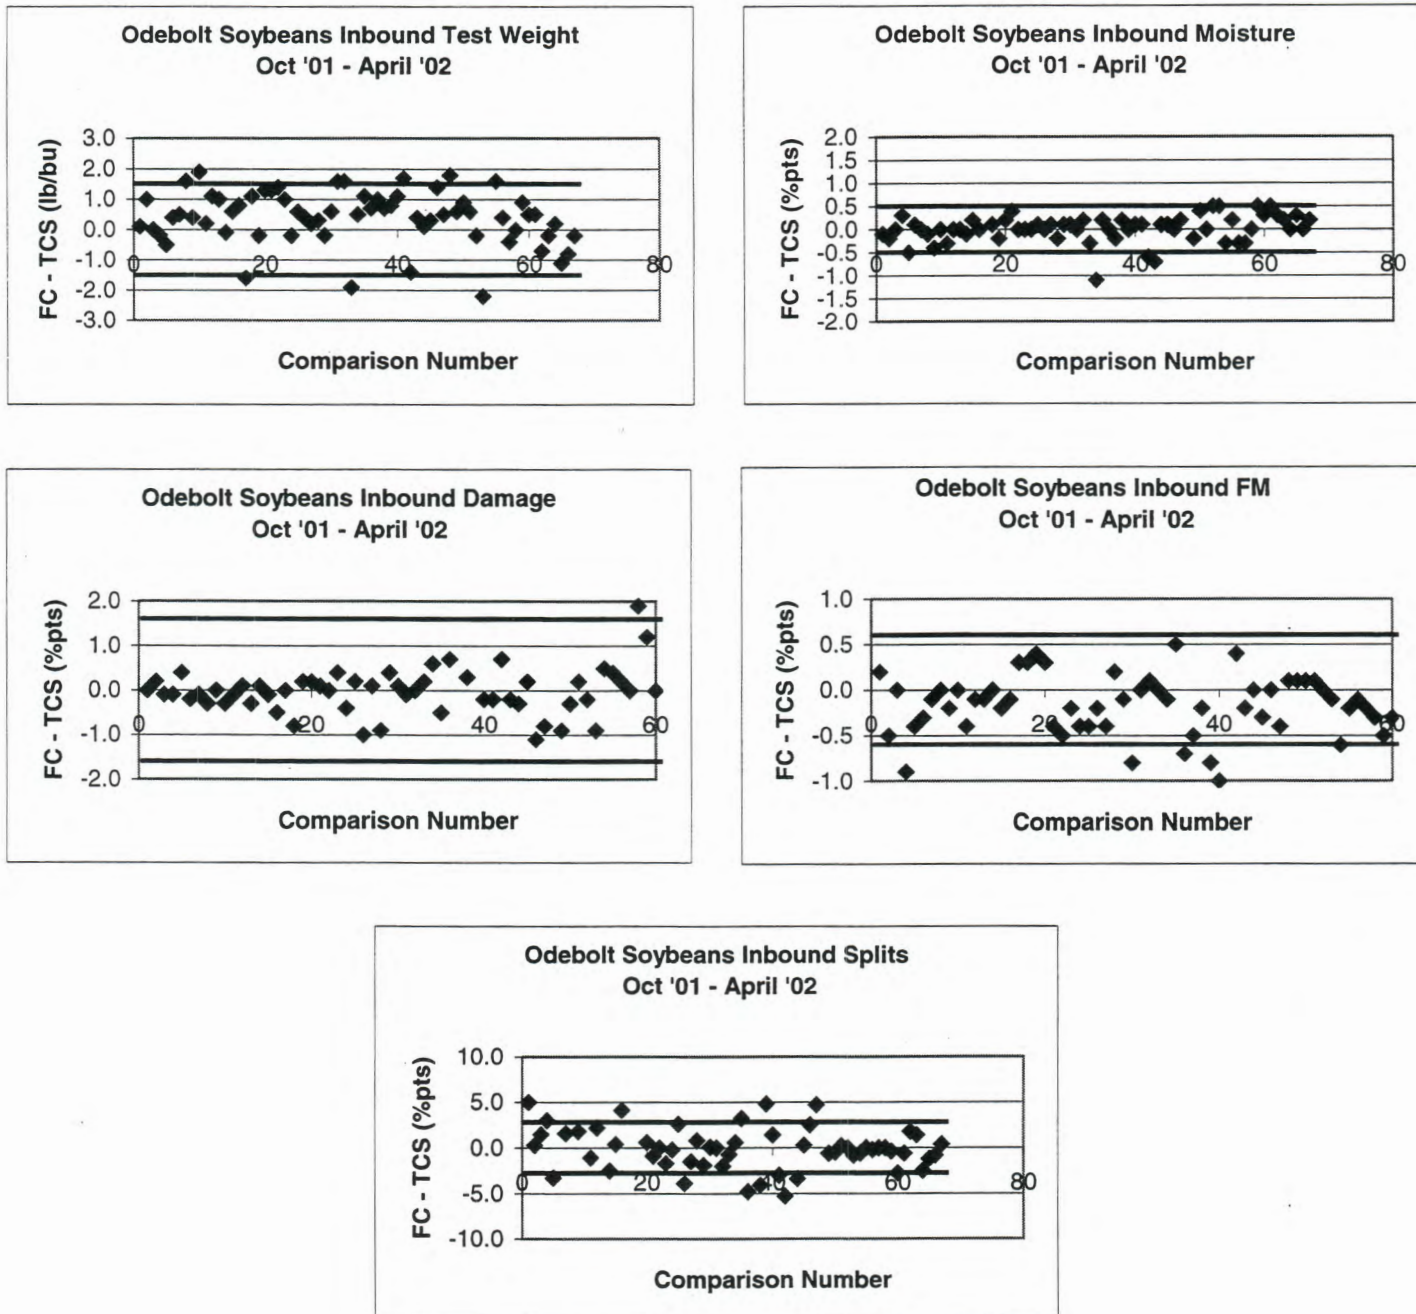 Odebolt Soybeans Inbound Test Weight
Oct '01 - April '02
FC - TCS (lb/bu)
3.0
2.0
1.0
0.0
-1.0
-2.0
-3.0
0
20
40
60
80
Comparison Number
Odebolt Soybeans Inbound Moisture
Oct '01 - April '02
FC - TCS (%pts)
2.0
1.5
1.0
0.5
0.0
-0.5
-1.0
-1.5
-2.0
0
20
40
60
80
Comparison Number
Odebolt Soybeans Inbound Damage
Oct '01 - April '02
FC - TCS (%pts)
2.0
1.0
0.0
-1.0
-2.0
0
20
40
60
Comparison Number
Odebolt Soybeans Inbound FM
Oct '01 - April '02
FC - TCS (%pts)
1.0
0.5
0.0
-0.5
-1.0
0
20
40
60
Comparison Number
Odebolt Soybeans Inbound Splits
Oct '01 - April '02
FC - TCS (%pts)
10.0
5.0
0.0
-5.0
-10.0
0
20
40
60
80
Comparison Number